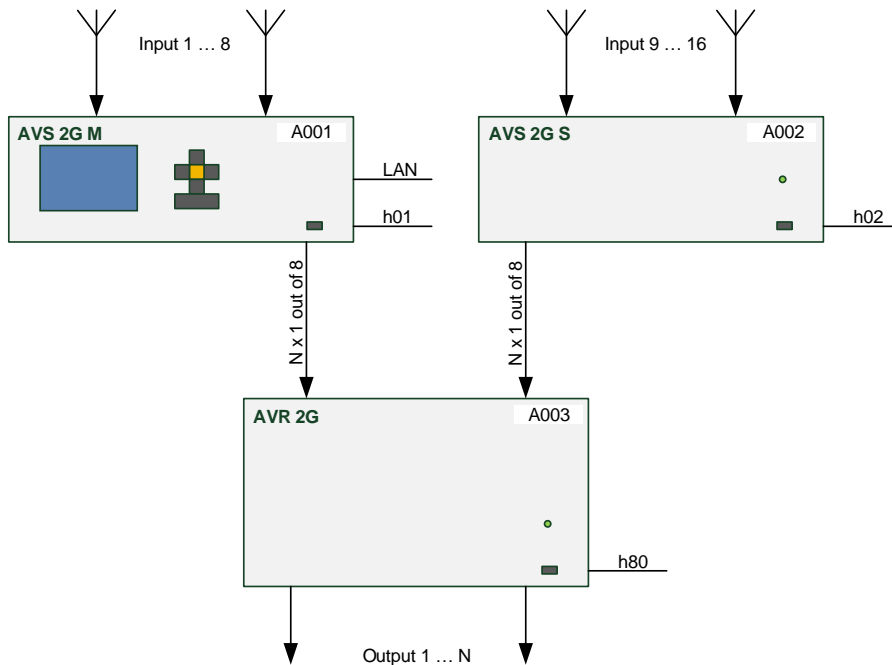 Input 1 … 8
Input 9 … 16
AVS 2G M
A001
AVS 2G S
A002
LAN
h01
h02
N x 1 out of 8
N x 1 out of 8
AVR 2G
A003
h80
Output 1 … N